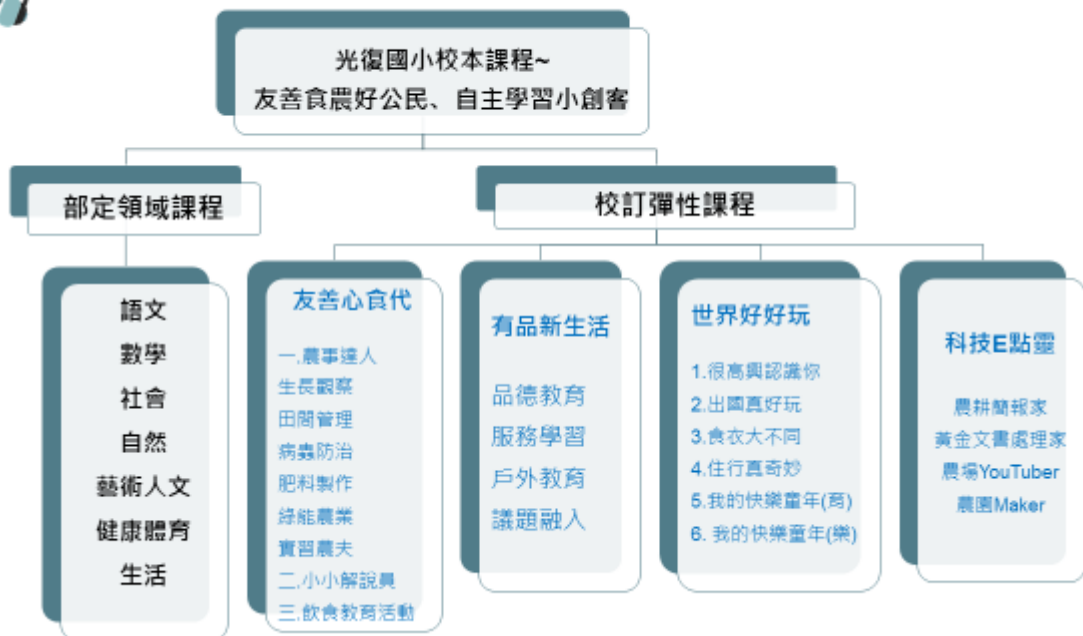 光復國小校本課程~
友善食農好公民、自主學習小創客
部定領域課程
校訂彈性課程
語文
數學
社會
自然
藝術人文
健康體育
生活
友善心食代
一.農事達人
生長觀察
田間管理
病蟲防治
肥料製作
綠能農業
實習農夫
二.小小解說員
三.飲食教育活動
有品新生活
品德教育
服務學習
戶外教育
議題融入
世界好好玩
1.很高興認識你
2.出國真好玩
3.食衣大不同
4.住行真奇妙
5.我的快樂童年(育)
6. 我的快樂童年(樂)
科技E點靈
農耕簡報家
黃金文書處理家
農場YouTuber
農園Maker